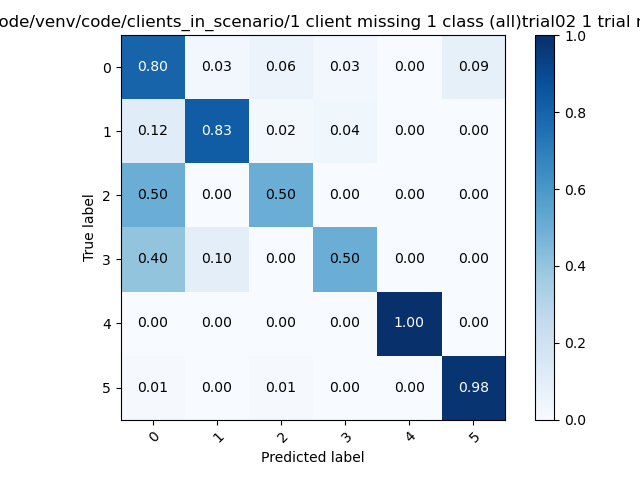 ode/venv/code/clients_in_scenario/1 client missing 1 class (all)trial02 1 trial
True label
0 0.80 0.03 0.06 0.03 0.00 0.09
1 0.12 0.83 0.02 0.04 0.00 0.00
2 0.50 0.00 0.50 0.00 0.00 0.00
3 0.40 0.10 0.00 0.50 0.00 0.00
4 0.00 0.00 0.00 0.00 1.00 0.00
5 0.01 0.00 0.01 0.00 0.00 0.98
0 1 2 3 4 5
Predicted label
1.0
0.8
0.6
0.4
0.2
0.0